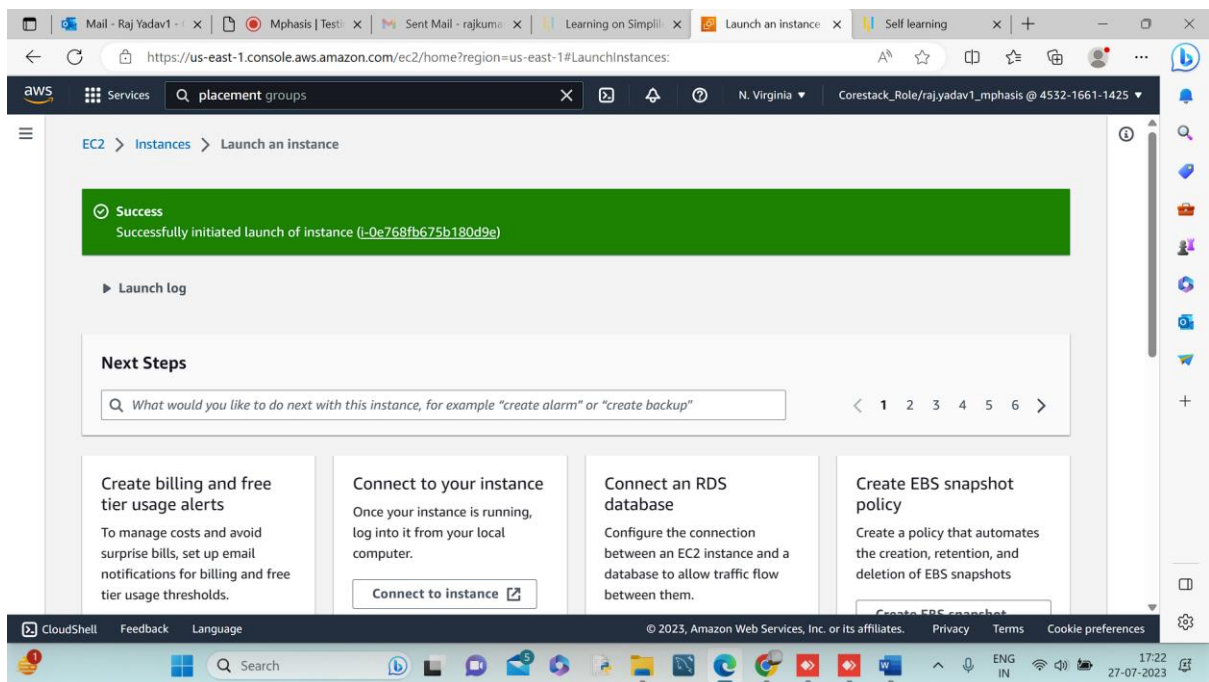 Mail - Raj Yadav1 - 
Mphasis | Testi
Sent Mail - rajkuma
Learning on Simplile
Launch an instance
Self learning
https://us-east-1.console.aws.amazon.com/ec2/home?region=us-east-1#LaunchInstances:
aws
Services
placement groups
N. Virginia ▼
Corestack_Role/raj.yadav1_mphasis @ 4532-1661-1425 ▼
EC2 > Instances > Launch an instance
Success
Successfully initiated launch of instance (i-0e768fb675b180d9e)
Launch log
Next Steps
What would you like to do next with this instance, for example “create alarm” or “create backup”
< 1 2 3 4 5 6 >
Create billing and free
tier usage alerts
To manage costs and avoid
surprise bills, set up email
notifications for billing and free
tier usage thresholds.
Connect to your instance
Once your instance is running,
log into it from your local
computer.
Connect to instance
Connect an RDS
database
Configure the connection
between an EC2 instance and a
database to allow traffic flow
between them.
Create EBS snapshot
policy
Create a policy that automates
the creation, retention, and
deletion of EBS snapshots
Create EBS snapshot
CloudShell Feedback Language
© 2023, Amazon Web Services, Inc. or its affiliates. Privacy Terms Cookie preferences
1
Search
5
ENG
IN
17:22
27-07-2023